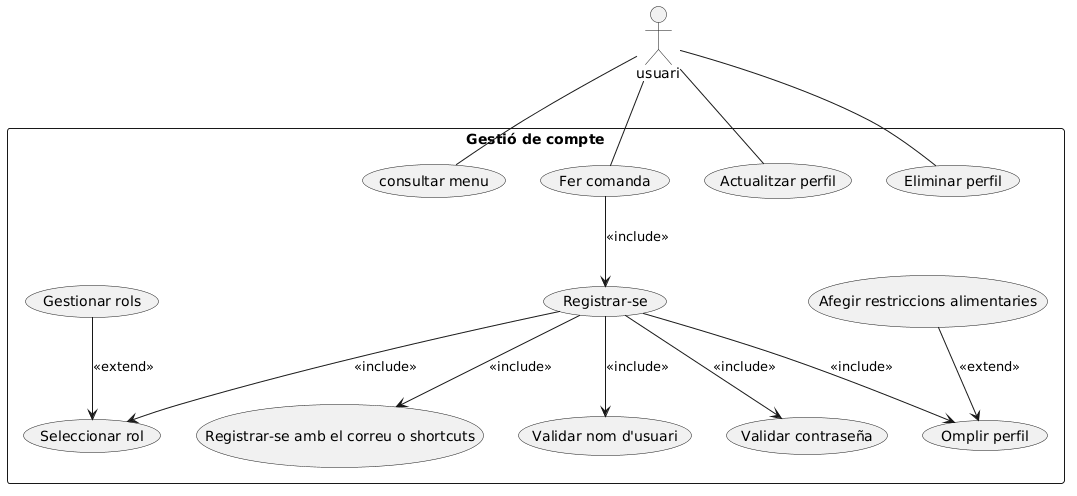 usuari
Gestió de compte
consultar menu
Fer comanda
Actualitzar perfil
Eliminar perfil
«include»
Gestionar rols
Registrar-se
Afegir restriccions alimentaries
«extend»
«include»
«include»
«include»
«include»
«include»
«extend»
Seleccionar rol
Registrar-se amb el correu o shortcuts
Validar nom d'usuari
Validar contraseña
Omplir perfil